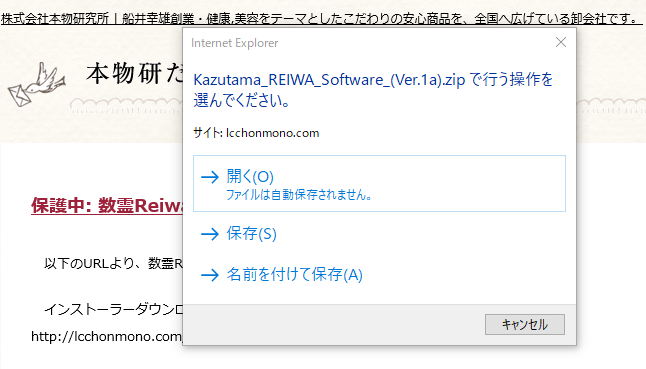 株式会社本物研究所 | 船井幸雄創業・健康,美容をテーマとしたこだわりの安心商品を、全国へ広げている卸会社です。
本物研だ
Internet Explorer
Kazutama_REIWA_Software_(Ver.1a).zip で行う操作を
選んでください。
サイト: lcchonmono.com
開く(O)
ファイルは自動保存されません。
保存(S)
名前を付けて保存(A)
キャンセル
保護中: 数霊Reiwa
以下のURLより、数霊R
インストーラーダウンロ
http://lcchonmono.com